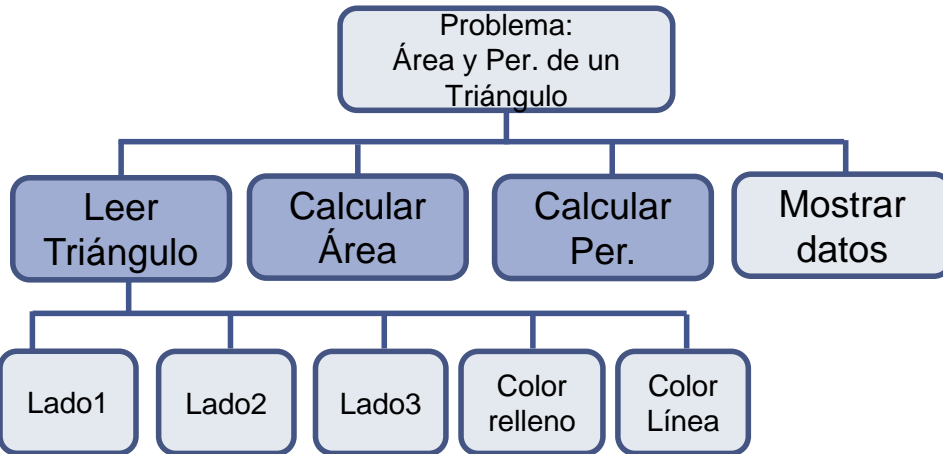 Problema:
Área y Per. de un
Triángulo
Leer
Triángulo
Calcular
Área
Calcular
Per.
Mostrar
datos
Lado1
Lado2
Lado3
Color
relleno
Color
Línea